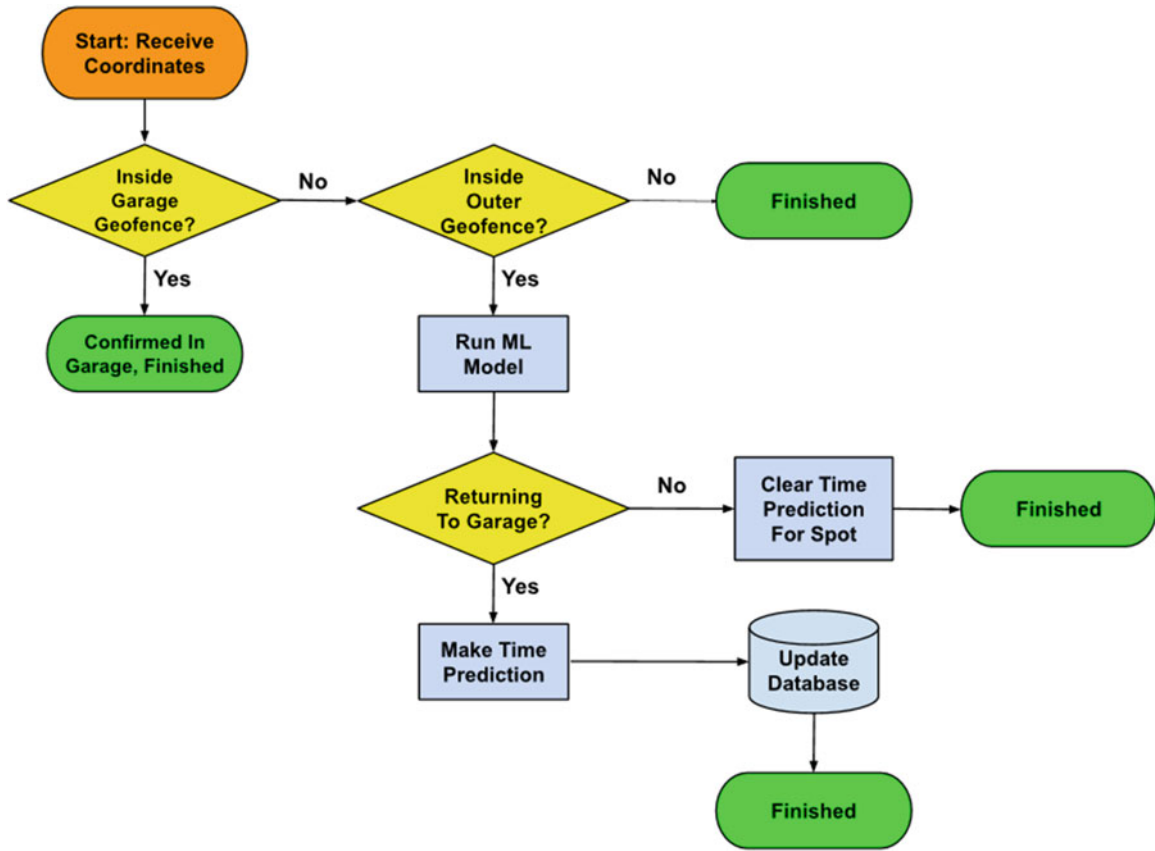 Start: Receive
Coordinates
Inside
Garage
Geofence?
No
Inside
Outer
Geofence?
No
Finished
Yes
Confirmed In
Garage, Finished
Yes
Run ML
Model
Returning
To Garage?
No
Clear Time
Prediction
For Spot
Finished
Yes
Make Time
Prediction
Update
Database
Finished